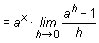 = a^x · lim_{h→0} (a^h − 1)/h